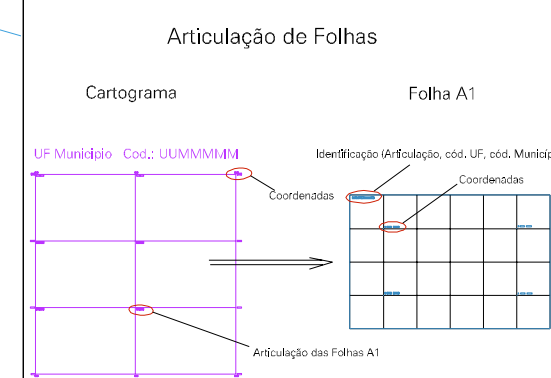 Articulação de Folhas
Cartograma
Folha A1
UF Municipio Cod.: UUMMMMM
Identificação (Articulação, cód. UF, cód. Municíp
Coordenadas
Coordenadas
Articulação das Folhas A1